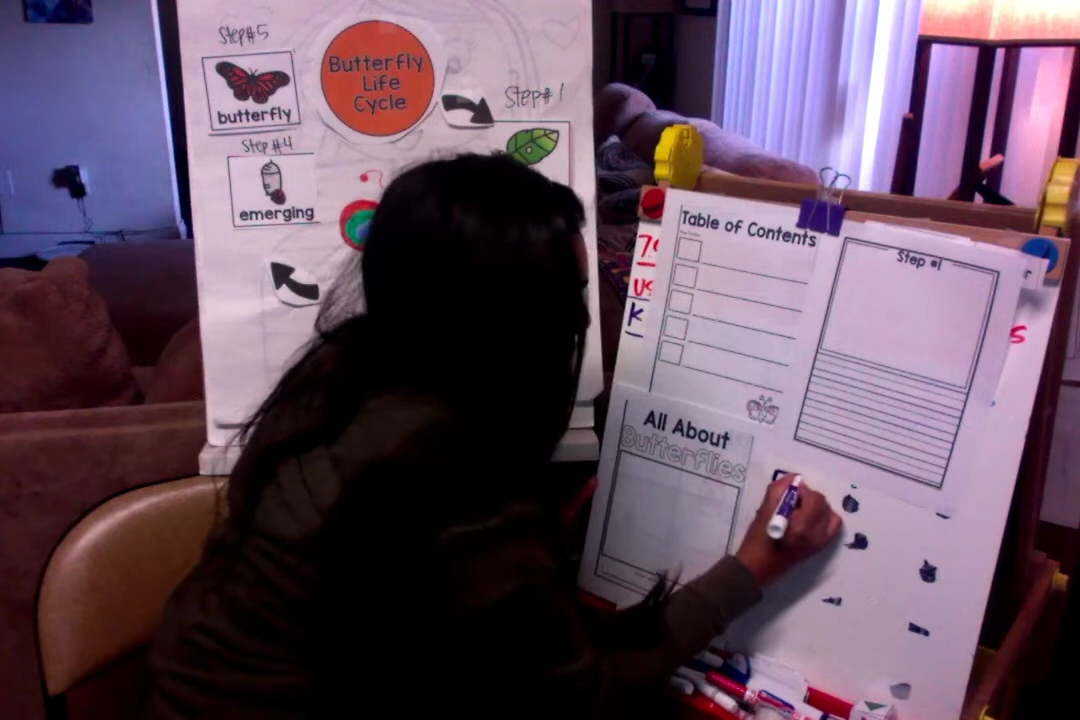 Step#5
Butterfly
Life
Cycle
butterfly
Step#1
Step #4
emerging
Table of Contents
Step #1
All About
Butterflies